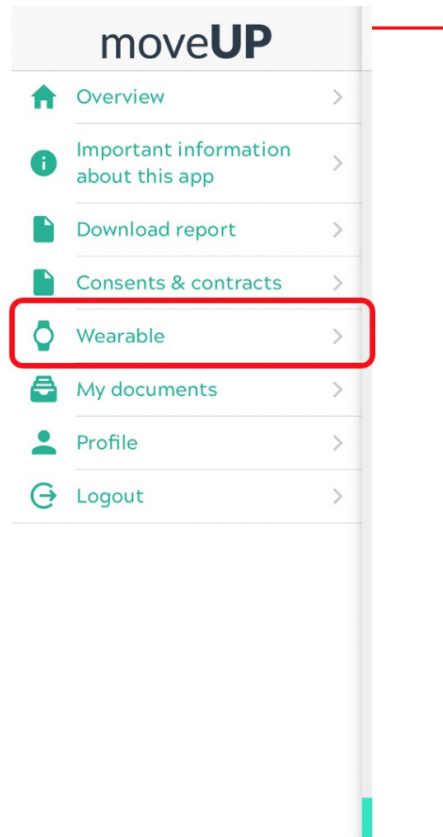 moveUP
Overview
Important information
about this app
Download report
Consents & contracts
Wearable
My documents
Profile
Logout